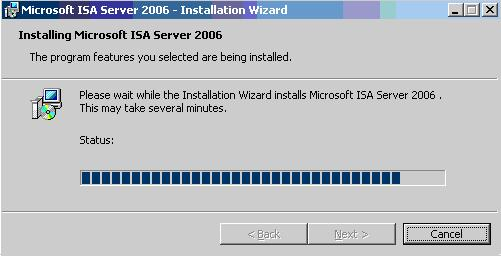 Microsoft ISA Server 2006 - Installation Wizard
Installing Microsoft ISA Server 2006
The program features you selected are being installed.
Please wait while the Installation Wizard installs Microsoft ISA Server 2006 .
This may take several minutes.
Status:
< Back Next > Cancel